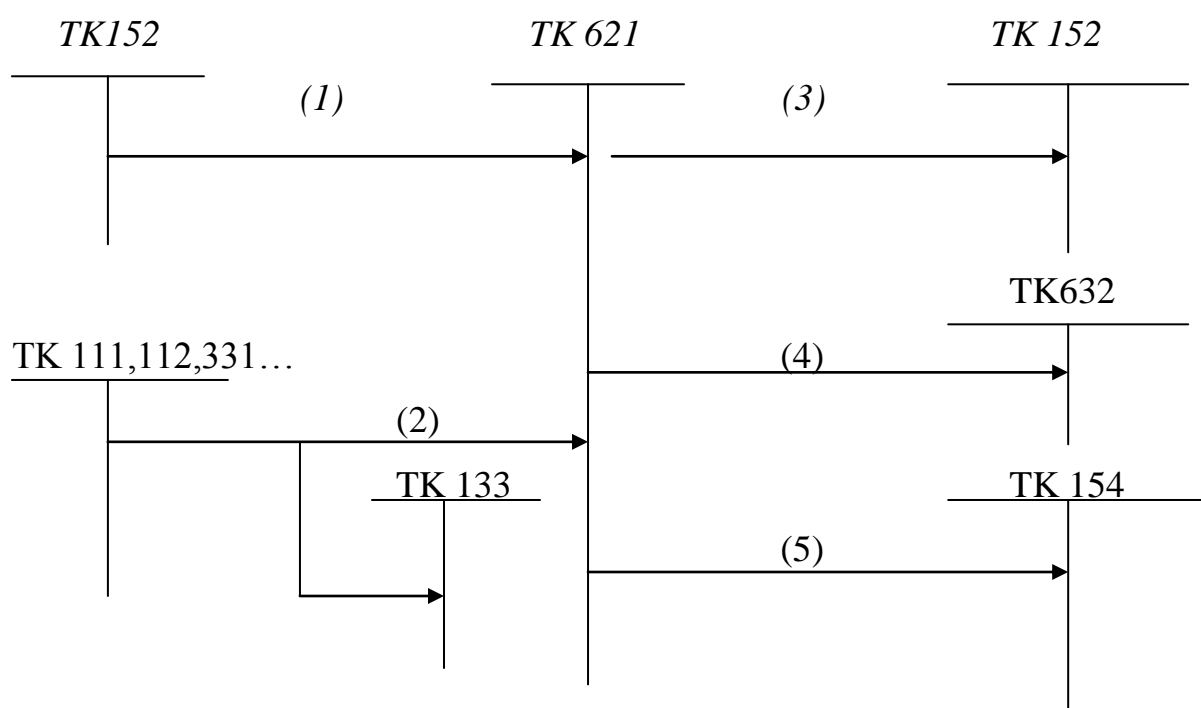 TK152
TK 621
TK 152
(1)
(3)
TK632
TK 111,112,331…
(4)
(2)
TK 133
TK 154
(5)